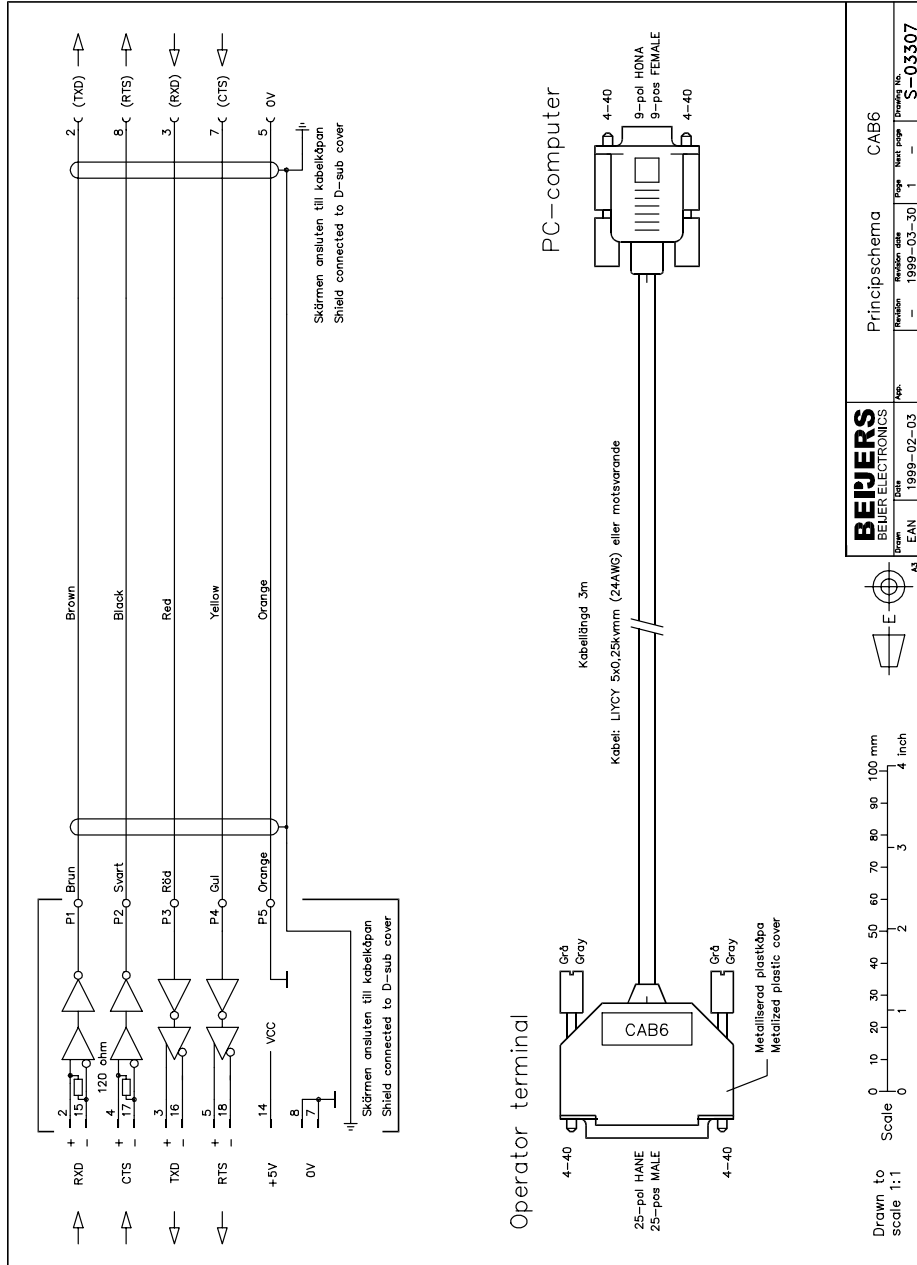 RXD
+
2
−
15
P1
Brun
Brown
2
(TXD)
120 ohm
CTS
+
4
−
17
P2
Svart
Black
8
(RTS)
TXD
+
3
−
16
P3
Röd
Red
3
(RXD)
RTS
+
5
−
18
P4
Gul
Yellow
7
(CTS)
+5V
14
VCC
P5
Orange
Orange
5
0V
0V
8
7
Skärmen ansluten till kabelkåpan
Shield connected to D−sub cover
Skärmen ansluten till kabelkåpan
Shield connected to D−sub cover
Operator terminal
PC−computer
4−40
25−pol HANE
25−pos MALE
4−40
Grå
Gray
CAB6
Grå
Gray
Metalliserad plastkåpa
Metalized plastic cover
Kabellängd 3m
Kabel: LIYCY 5x0,25kvmm (24AWG) eller motsvarande
4−40
9−pol HONA
9−pos FEMALE
4−40
Drawn to
scale 1:1
Scale
0 10 20 30 40 50 60 70 80 90 100 mm
0 1 2 3 4 inch
E
A3
BEIJERS
BEIJER ELECTRONICS
Principschema CAB6
Drawn
EAN
Date
1999−02−03
App.
Revision
−
Revision date
1999−03−30
Page
1
Next page
−
Drawing No.
S−03307